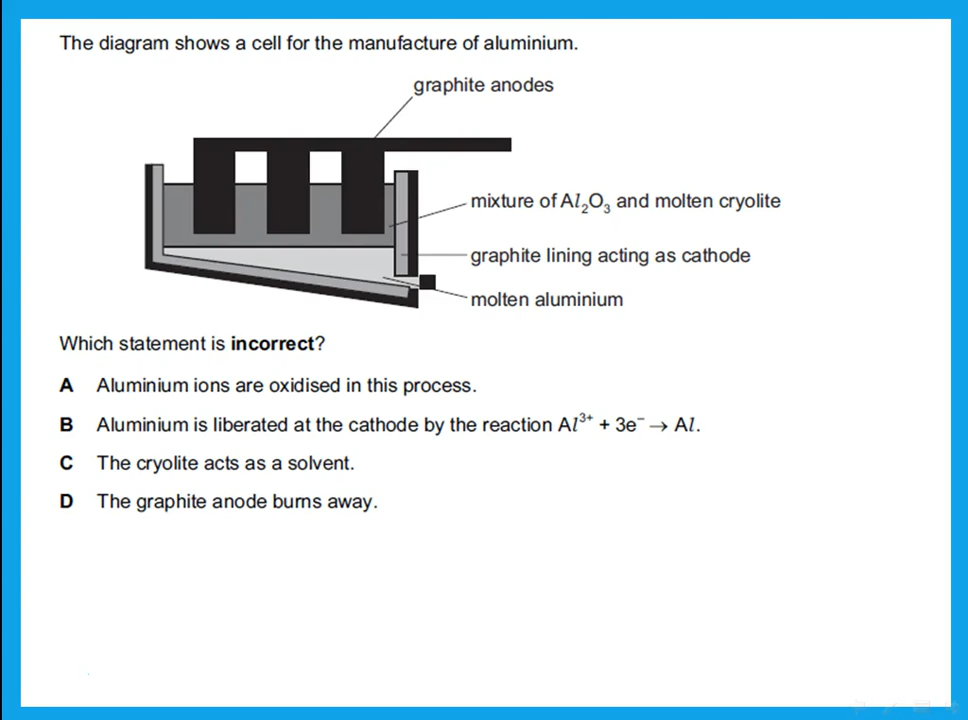 The diagram shows a cell for the manufacture of aluminium.
graphite anodes
mixture of Al₂O₃ and molten cryolite
graphite lining acting as cathode
molten aluminium
Which statement is incorrect?
A Aluminium ions are oxidised in this process.
B Aluminium is liberated at the cathode by the reaction Al³⁺ + 3e⁻ → Al.
C The cryolite acts as a solvent.
D The graphite anode burns away.